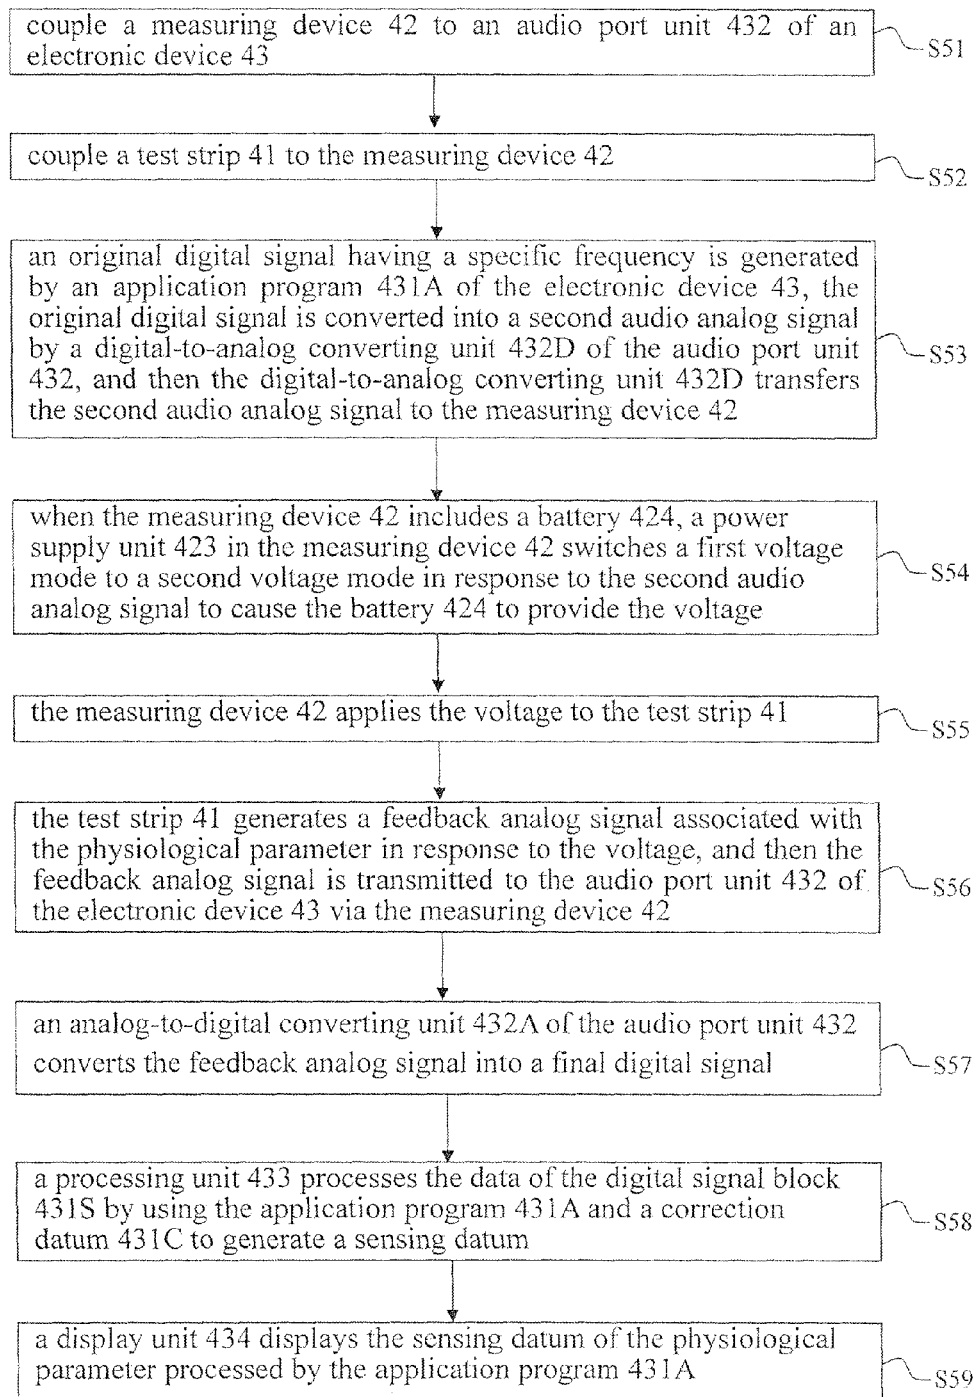 couple a measuring device 42 to an audio port unit 432 of an
electronic device 43
S51
couple a test strip 41 to the measuring device 42
S52
an original digital signal having a specific frequency is generated
by an application program 431A of the electronic device 43, the
original digital signal is converted into a second audio analog signal
by a digital-to-analog converting unit 432D of the audio port unit
432, and then the digital-to-analog converting unit 432D transfers
the second audio analog signal to the measuring device 42
S53
when the measuring device 42 includes a battery 424, a power
supply unit 423 in the measuring device 42 switches a first voltage
mode to a second voltage mode in response to the second audio
analog signal to cause the battery 424 to provide the voltage
S54
the measuring device 42 applies the voltage to the test strip 41
S55
the test strip 41 generates a feedback analog signal associated with
the physiological parameter in response to the voltage, and then the
feedback analog signal is transmitted to the audio port unit 432 of
the electronic device 43 via the measuring device 42
S56
an analog-to-digital converting unit 432A of the audio port unit 432
converts the feedback analog signal into a final digital signal
S57
a processing unit 433 processes the data of the digital signal block
431S by using the application program 431A and a correction
datum 431C to generate a sensing datum
S58
a display unit 434 displays the sensing datum of the physiological
parameter processed by the application program 431A
S59